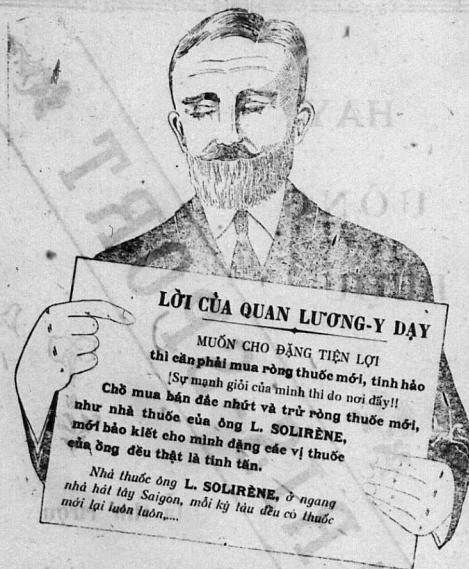 LỜI CỦA QUAN LƯƠNG-Y DẠY
MUỐN CHO ĐẶNG TIỆN LỢI
thì cần phải mua ròng thuốc mới, tinh hảo
!Sự mạnh giỏi của mình thì do nơi đấy!!
Chỗ mua bán đắc nhứt và trử ròng thuốc mới,
như nhà thuốc của ông L. SOLIRÈNE,
mới bảo kiết cho mình đặng các vị thuốc
của ông đều thật là tinh tấn.
Nhà thuốc ông L. SOLIRÈNE, ở ngang
nhà hát tây Saigon, mỗi kỳ tàu đều có thuốc
mới lại luôn luôn,....